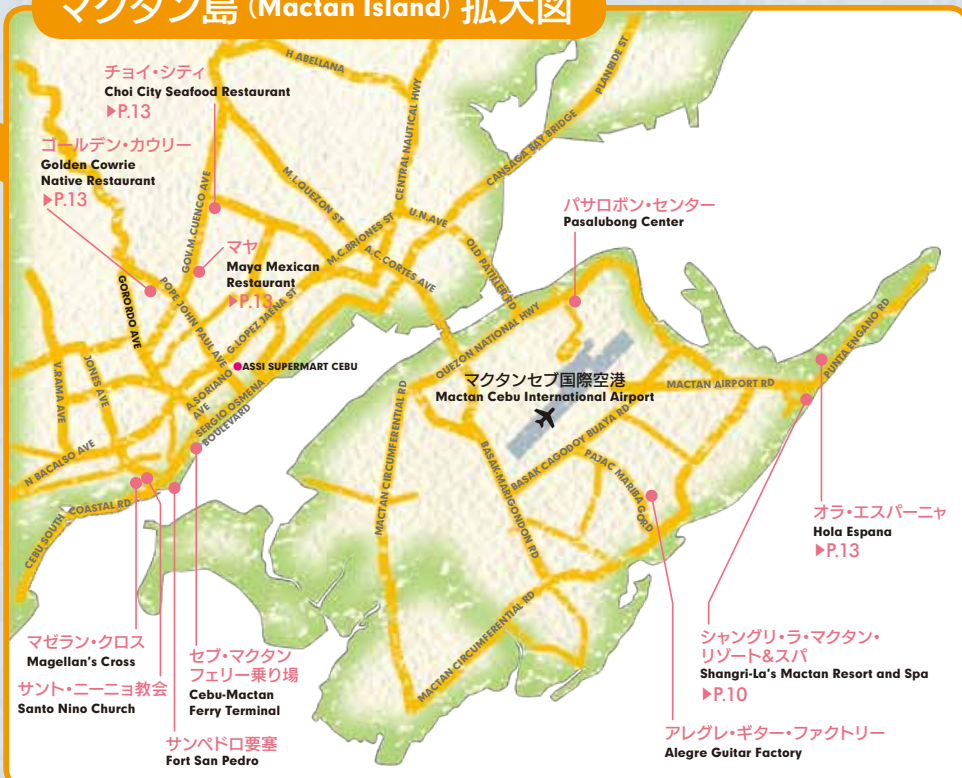 マクタン島 (Mactan Island) 拡大図
H ABELLANA
PLANRIDE ST
チョイ・シティ
Choi City Seafood Restaurant
▶P.13
CENTRAL NAUTICAL HWY
CANSAGA BAY BRIDGE
ゴールデン・カウリー
Golden Cowrie
Native Restaurant
▶P.13
M.L.QUEZON ST
GOV.M.CUENCO AVE
M.C.BRIONES ST
U.N.AVE
A.C.CORTES AVE
OLD PATILLER RD
パサロボン・センター
Pasalubong Center
マヤ
Maya Mexican
Restaurant
▶P.13
GORORDO AVE
POPE JOHN PAUL AVE
G LOPEZ JAENA ST
QUEZON NATIONAL HWY
PUNTA ENGANO RD
ASSI SUPERMART CEBU
V.RAMA AVE
JONES AVE
A.SORIANO
AVE
SERGIO OSMENA
BOULEVARD
マクタンセブ国際空港
Mactan Cebu International Airport
MACTAN AIRPORT RD
N BACALSO AVE
MACTAN CIRCUMFERENTIAL RD
BASAK-MARIGONDON RD
BASAK CAGODOY BUAYA RD
PAJAC MARIBA GORD
CEBU SOUTH COASTAL RD
オラ・エスパーニャ
Hola Espana
▶P.13
マゼラン・クロス
Magellan's Cross
サント・ニーニョ教会
Santo Nino Church
セブ・マクタン
フェリー乗り場
Cebu-Mactan
Ferry Terminal
サンペドロ要塞
Fort San Pedro
MACTAN CIRCUMFERENTIAL RD
シャングリ・ラ・マクタン・
リゾート&スパ
Shangri-La's Mactan Resort and Spa
▶P.10
アレグレ・ギター・ファクトリー
Alegre Guitar Factory